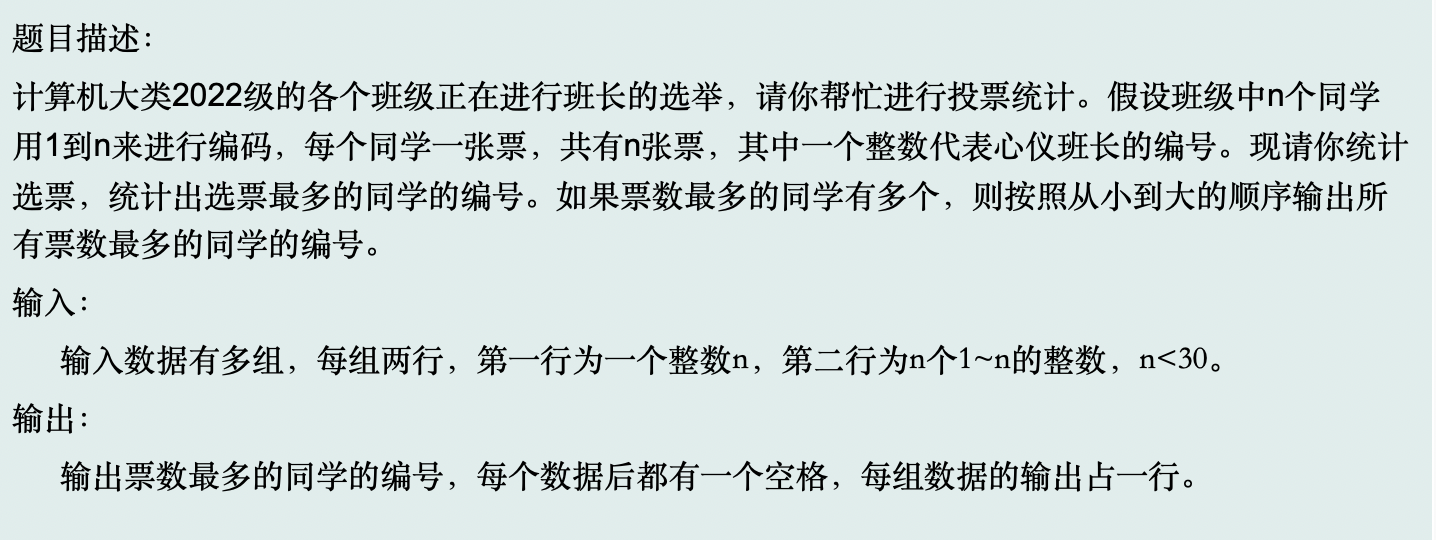 题目描述：
计算机大类2022级的各个班级正在进行班长的选举，请你帮忙进行投票统计。假设班级中n个同学
用1到n来进行编码，每个同学一张票，共有n张票，其中一个整数代表心仪班长的编号。现请你统计
选票，统计出选票最多的同学的编号。如果票数最多的同学有多个，则按照从小到大的顺序输出所
有票数最多的同学的编号。
输入：
输入数据有多组，每组两行，第一行为一个整数n，第二行为n个1~n的整数，n<30。
输出：
输出票数最多的同学的编号，每个数据后都有一个空格，每组数据的输出占一行。